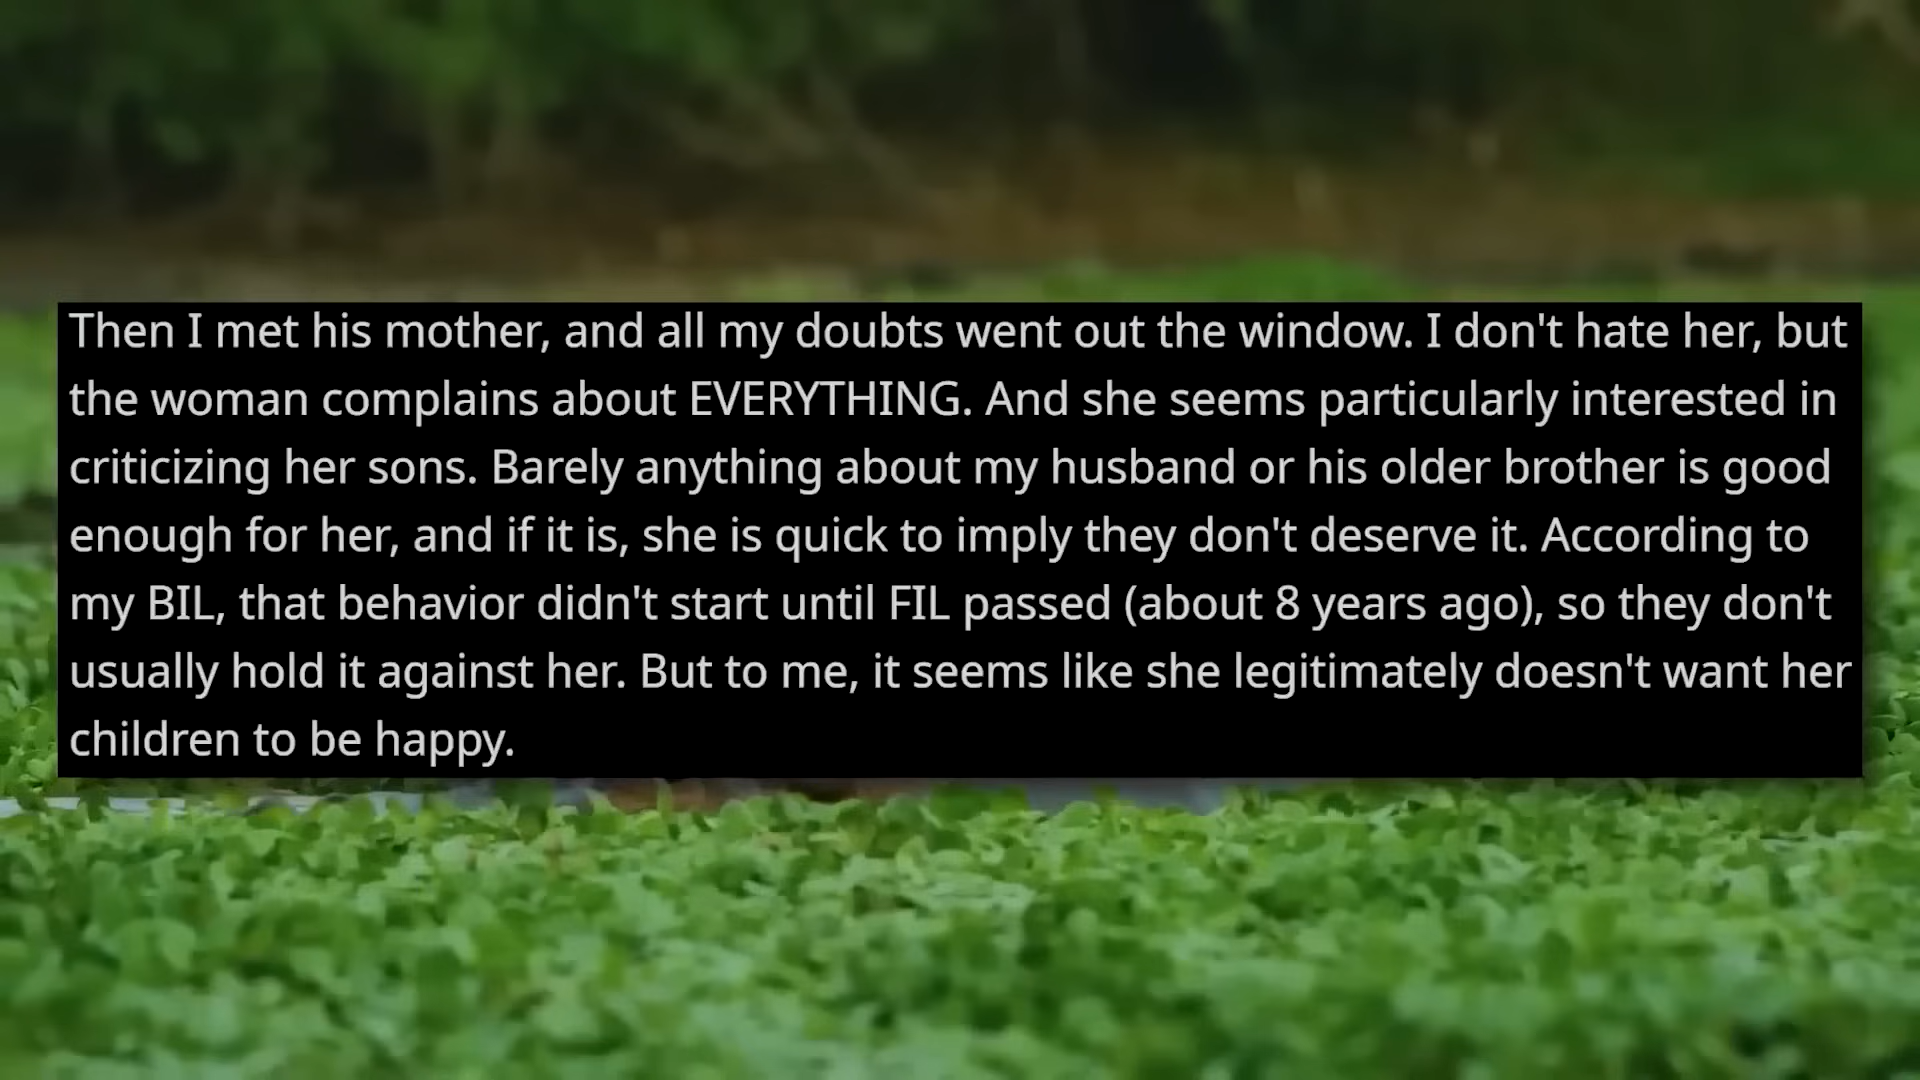 Then I met his mother, and all my doubts went out the window. I don't hate her, but
the woman complains about EVERYTHING. And she seems particularly interested in
criticizing her sons. Barely anything about my husband or his older brother is good
enough for her, and if it is, she is quick to imply they don't deserve it. According to
my BIL, that behavior didn't start until FIL passed (about 8 years ago), so they don't
usually hold it against her. But to me, it seems like she legitimately doesn't want her
children to be happy.